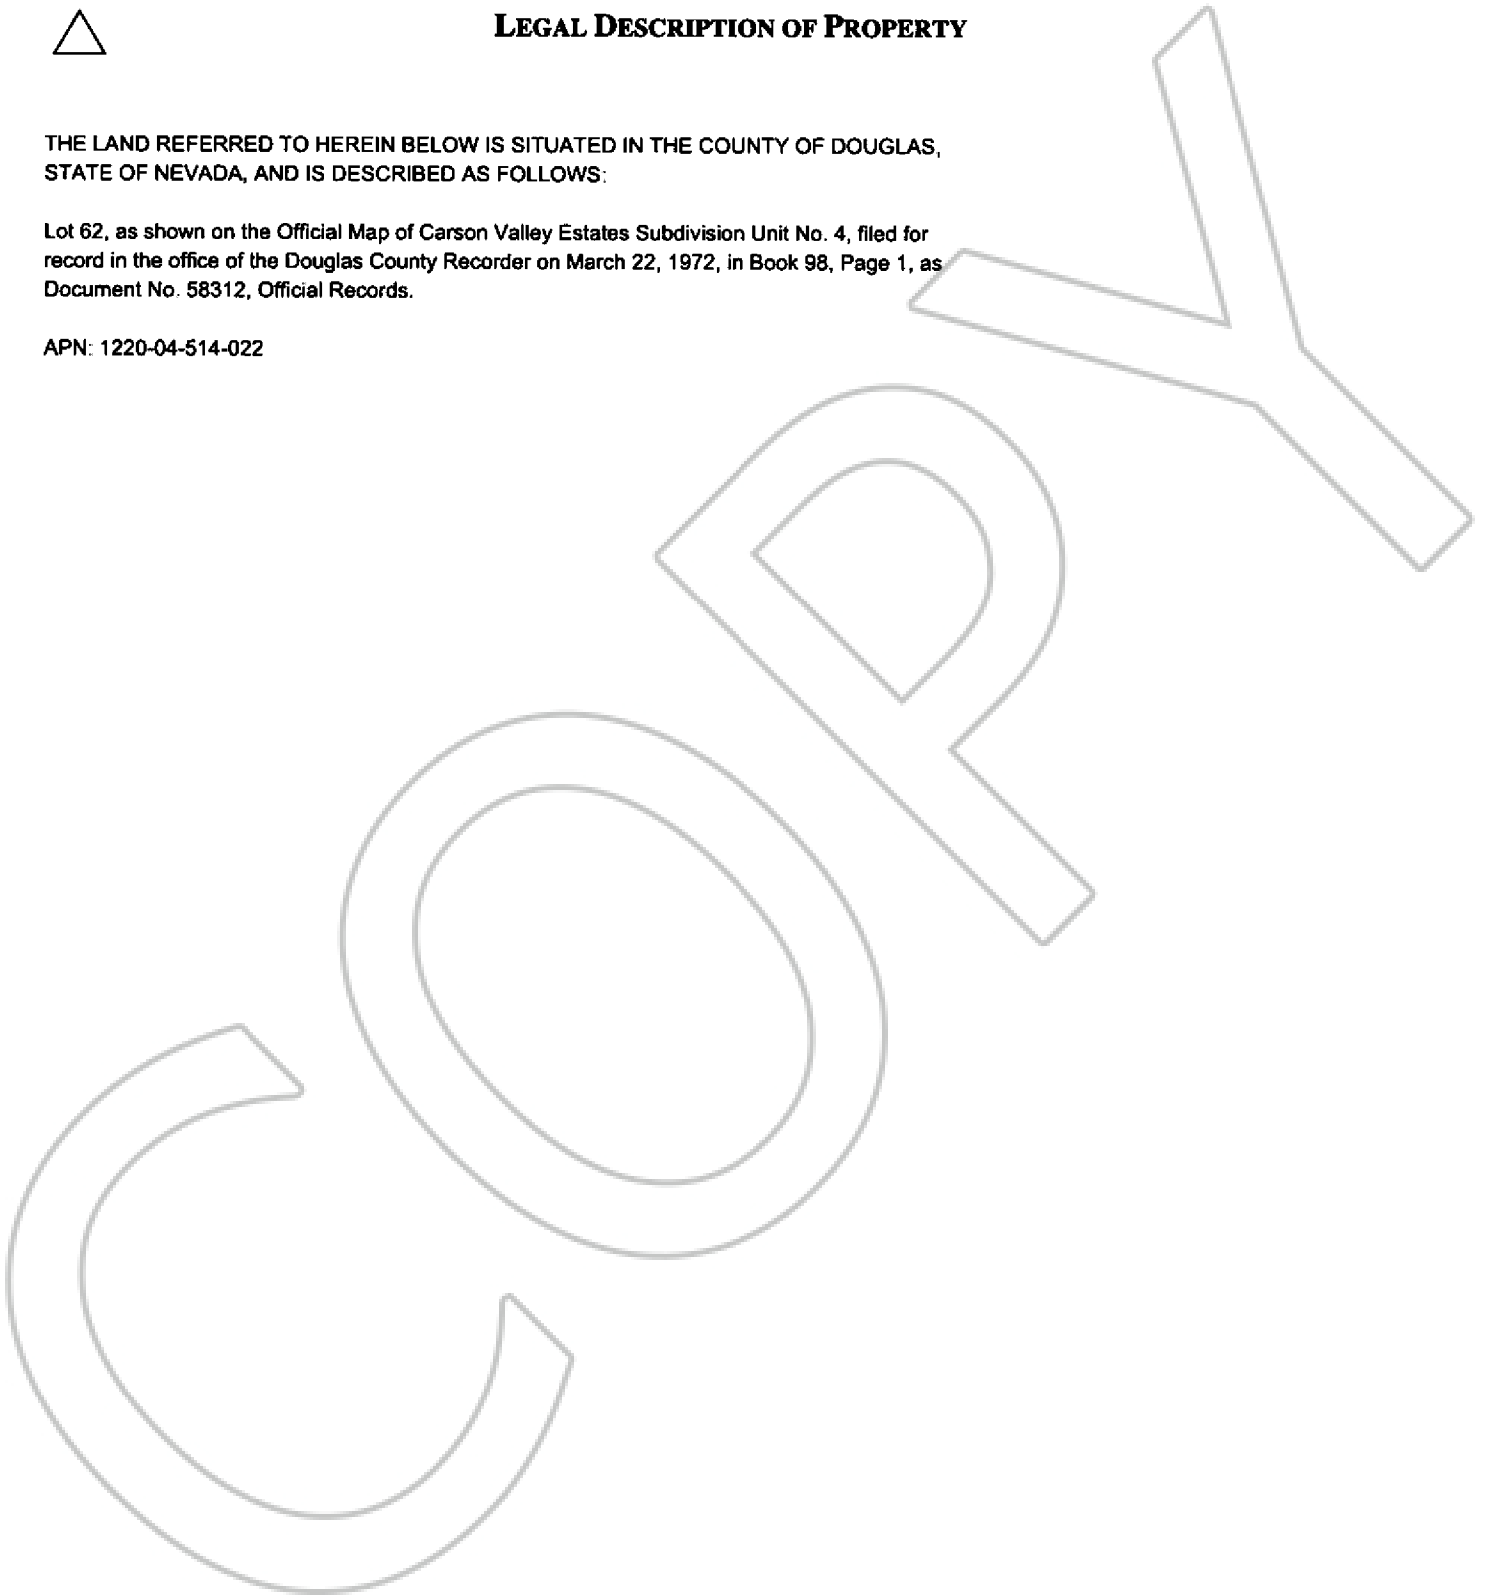 LEGAL DESCRIPTION OF PROPERTY
THE LAND REFERRED TO HEREIN BELOW IS SITUATED IN THE COUNTY OF DOUGLAS,
STATE OF NEVADA, AND IS DESCRIBED AS FOLLOWS:
Lot 62, as shown on the Official Map of Carson Valley Estates Subdivision Unit No. 4, filed for
record in the office of the Douglas County Recorder on March 22, 1972, in Book 98, Page 1, as
Document No. 58312, Official Records.
APN: 1220-04-514-022
COPY